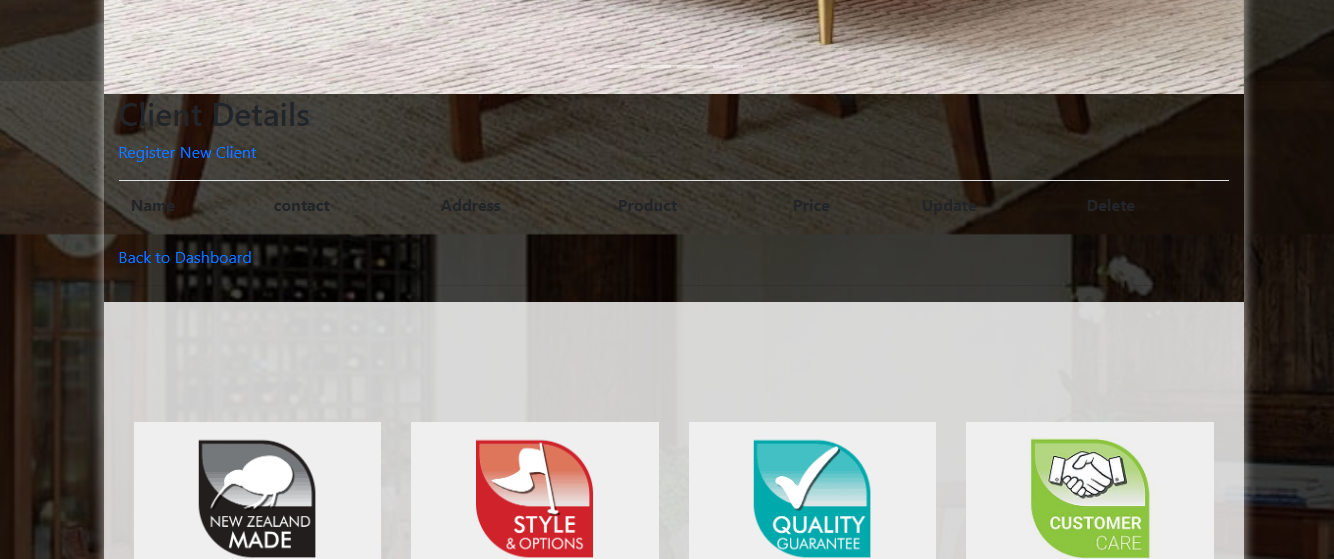 Client Details
Register New Client
Name contact Address Product Price Update Delete
Back to Dashboard
NEW ZEALAND
MADE
STYLE
& OPTIONS
QUALITY
GUARANTEE
CUSTOMER
CARE